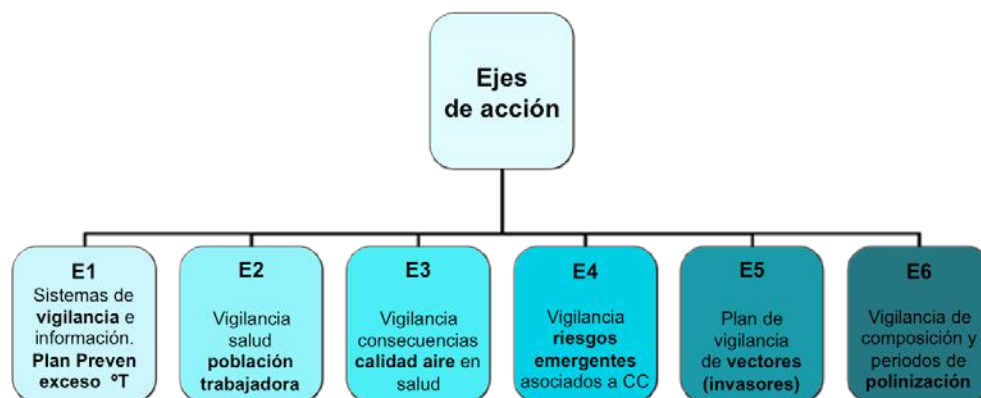 Ejes
de acción
E1
Sistemas de
vigilancia e
información.
Plan Preven
exceso ºT
E2
Vigilancia
salud
población
trabajadora
E3
Vigilancia
consecuencias
calidad aire en
salud
E4
Vigilancia
riesgos
emergentes
asociados a CC
E5
Plan de
vigilancia
de vectores
(invasores)
E6
Vigilancia de
composición y
periodos de
polinización